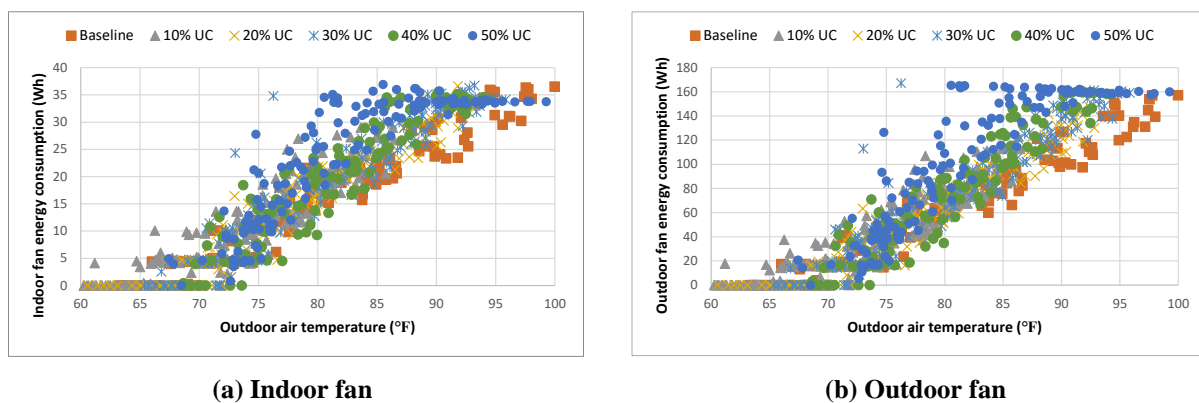 Baseline 10% UC 20% UC 30% UC 40% UC 50% UC
Indoor fan energy consumption (Wh)
40
35
30
25
20
15
10
5
0
60 65 70 75 80 85 90 95 100
Outdoor air temperature (°F)
(a) Indoor fan
Baseline 10% UC 20% UC 30% UC 40% UC 50% UC
Outdoor fan energy consumption (Wh)
180
160
140
120
100
80
60
40
20
0
60 65 70 75 80 85 90 95 100
Outdoor air temperature (°F)
(b) Outdoor fan